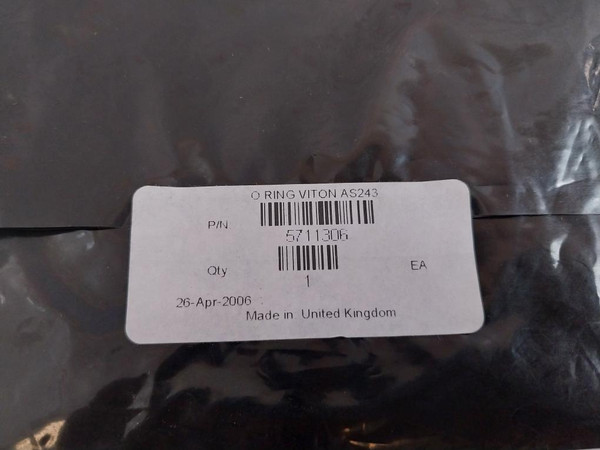 O RING VITON AS243
P/N
5711306
Qty
EA
1
26-Apr-2006
Made in United Kingdom